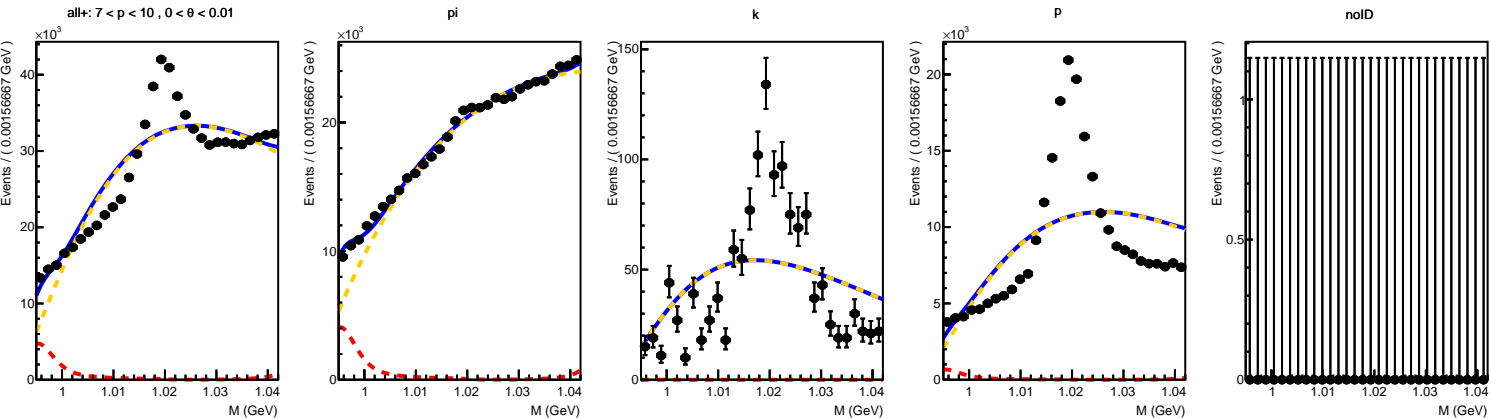 all+: 7 < p < 10 , 0 < θ < 0.01
×10³
Events / ( 0.00156667 GeV )
40
30
20
10
0
1 1.01 1.02 1.03 1.04
M (GeV)
pi
×10³
Events / ( 0.00156667 GeV )
20
10
0
1 1.01 1.02 1.03 1.04
M (GeV)
k
Events / ( 0.00156667 GeV )
150
100
50
0
1 1.01 1.02 1.03 1.04
M (GeV)
p
×10³
Events / ( 0.00156667 GeV )
20
15
10
5
0
1 1.01 1.02 1.03 1.04
M (GeV)
noID
Events / ( 0.00156667 GeV )
1
0.5
0
1 1.01 1.02 1.03 1.04
M (GeV)